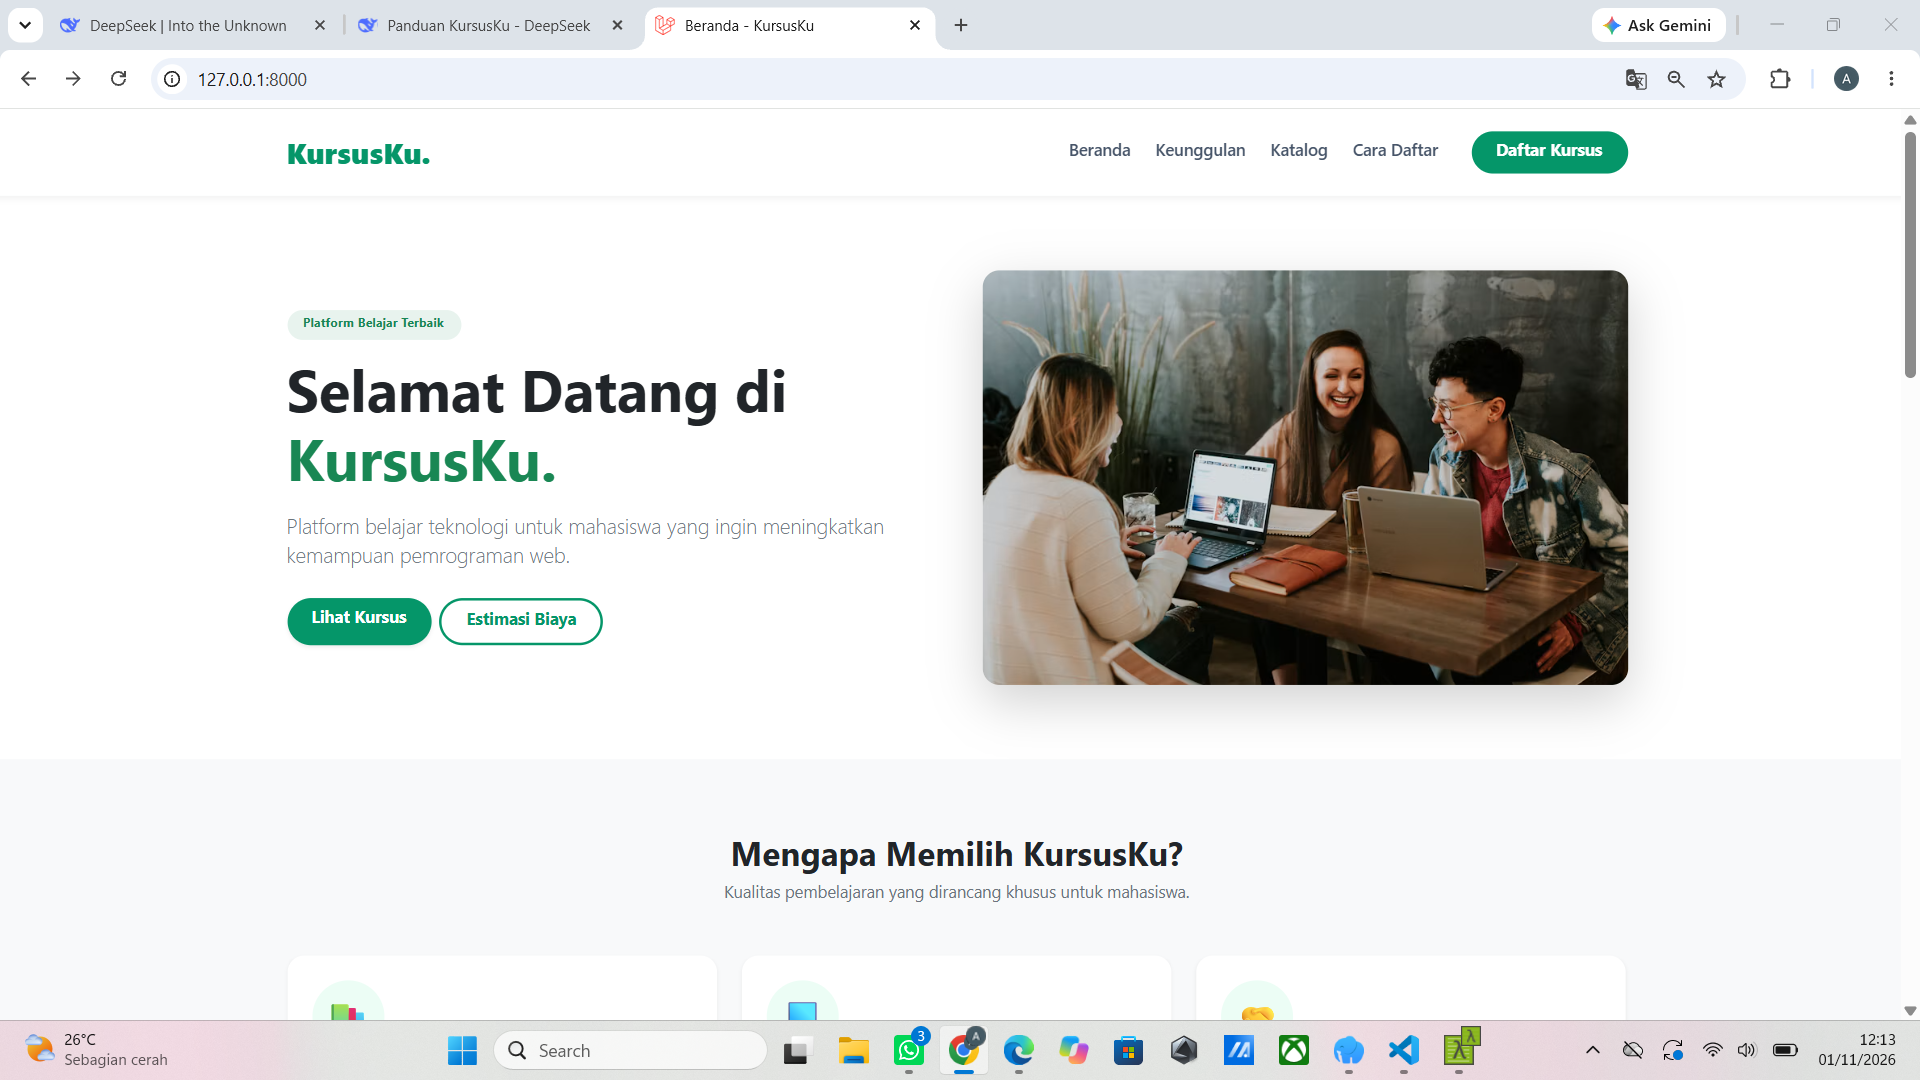 DeepSeek | Into the Unknown
Panduan KursusKu - DeepSeek
Beranda - KursusKu
Ask Gemini
127.0.0.1:8000
A
KursusKu.
Beranda
Keunggulan
Katalog
Cara Daftar
Daftar Kursus
Platform Belajar Terbaik
Selamat Datang di
KursusKu.
Platform belajar teknologi untuk mahasiswa yang ingin meningkatkan
kemampuan pemrograman web.
Lihat Kursus
Estimasi Biaya
Mengapa Memilih KursusKu?
Kualitas pembelajaran yang dirancang khusus untuk mahasiswa.
26°C
Sebagian cerah
Search
3
A
12:13
01/11/2026